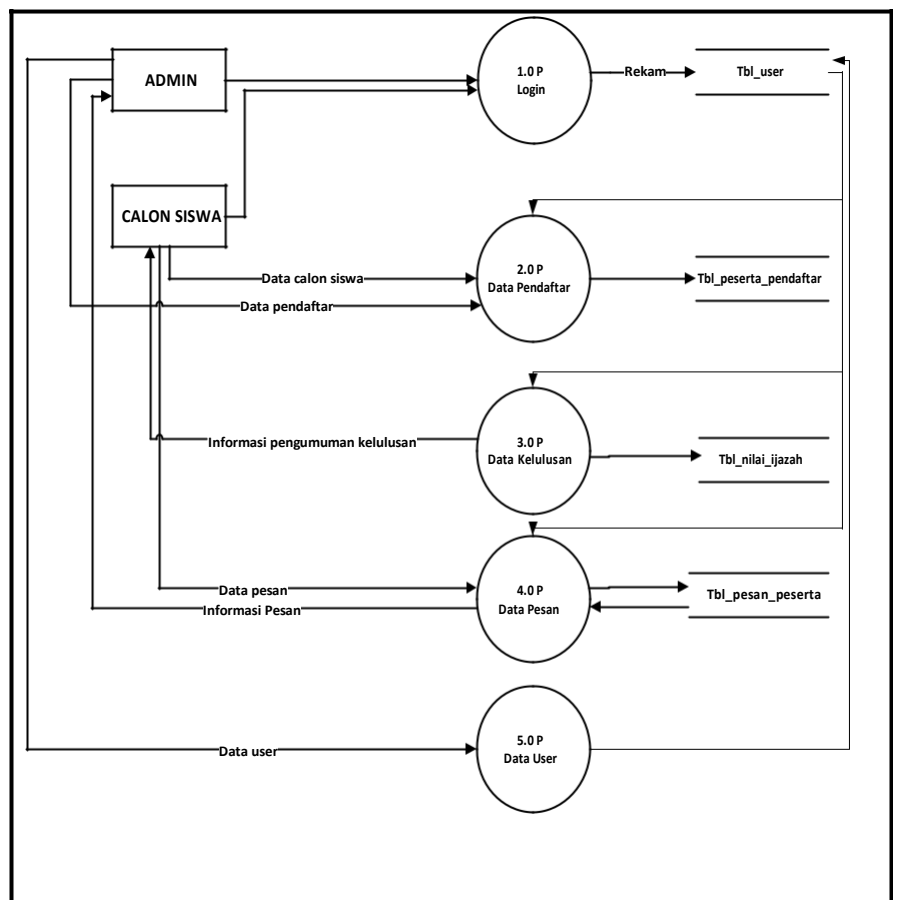 ADMIN
1.0 P
Login
Rekam
Tbl_user
CALON SISWA
2.0 P
Data Pendaftar
Data calon siswa
Tbl_peserta_pendaftar
Data pendaftar
Informasi pengumuman kelulusan
3.0 P
Data Kelulusan
Tbl_nilai_ijazah
Data pesan
Informasi Pesan
4.0 P
Data Pesan
Tbl_pesan_peserta
Data user
5.0 P
Data User